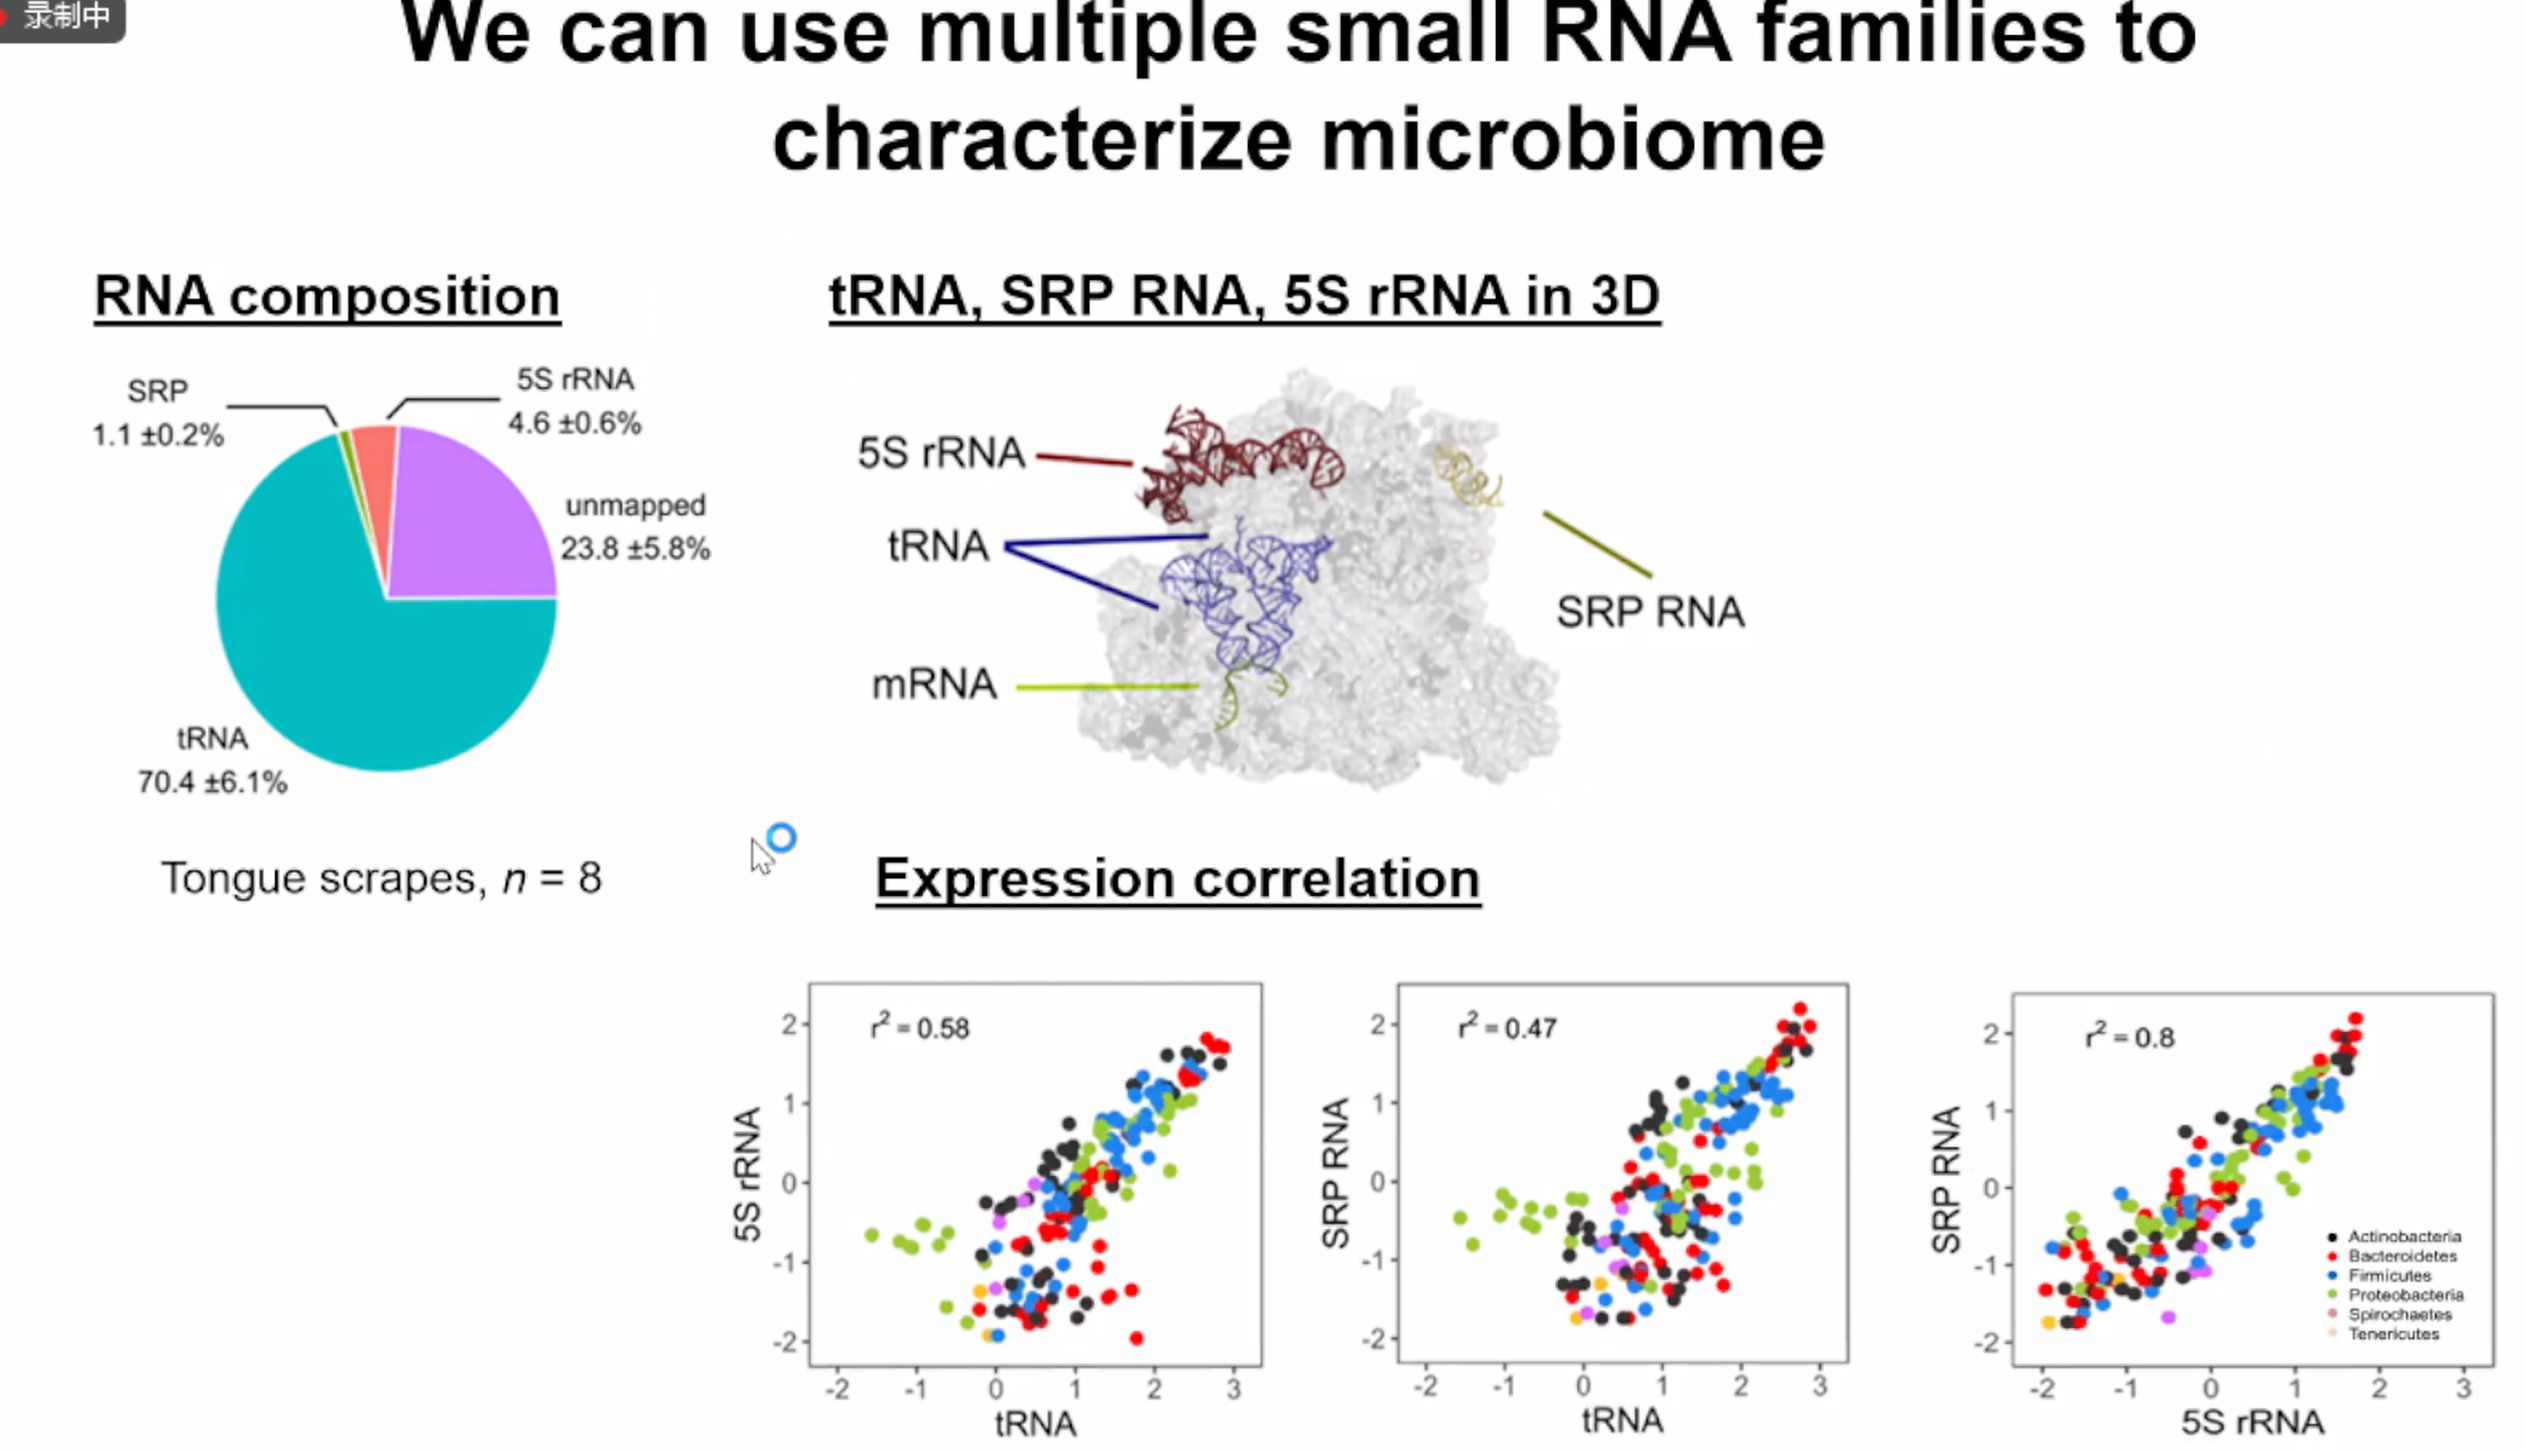 录制中
We can use multiple small RNA families to
characterize microbiome
RNA composition
SRP
1.1 ±0.2%
5S rRNA
4.6 ±0.6%
unmapped
23.8 ±5.8%
tRNA
70.4 ±6.1%
Tongue scrapes, n = 8
tRNA, SRP RNA, 5S rRNA in 3D
5S rRNA
tRNA
mRNA
SRP RNA
Expression correlation
r² = 0.58
2
1
0
-1
-2
5S rRNA
-2 -1 0 1 2 3
tRNA
r² = 0.47
2
1
0
-1
-2
SRP RNA
-2 -1 0 1 2 3
tRNA
r² = 0.8
2
1
0
-1
-2
SRP RNA
Actinobacteria
Bacteroidetes
Firmicutes
Proteobacteria
Spirochaetes
Tenericutes
-2 -1 0 1 2 3
5S rRNA